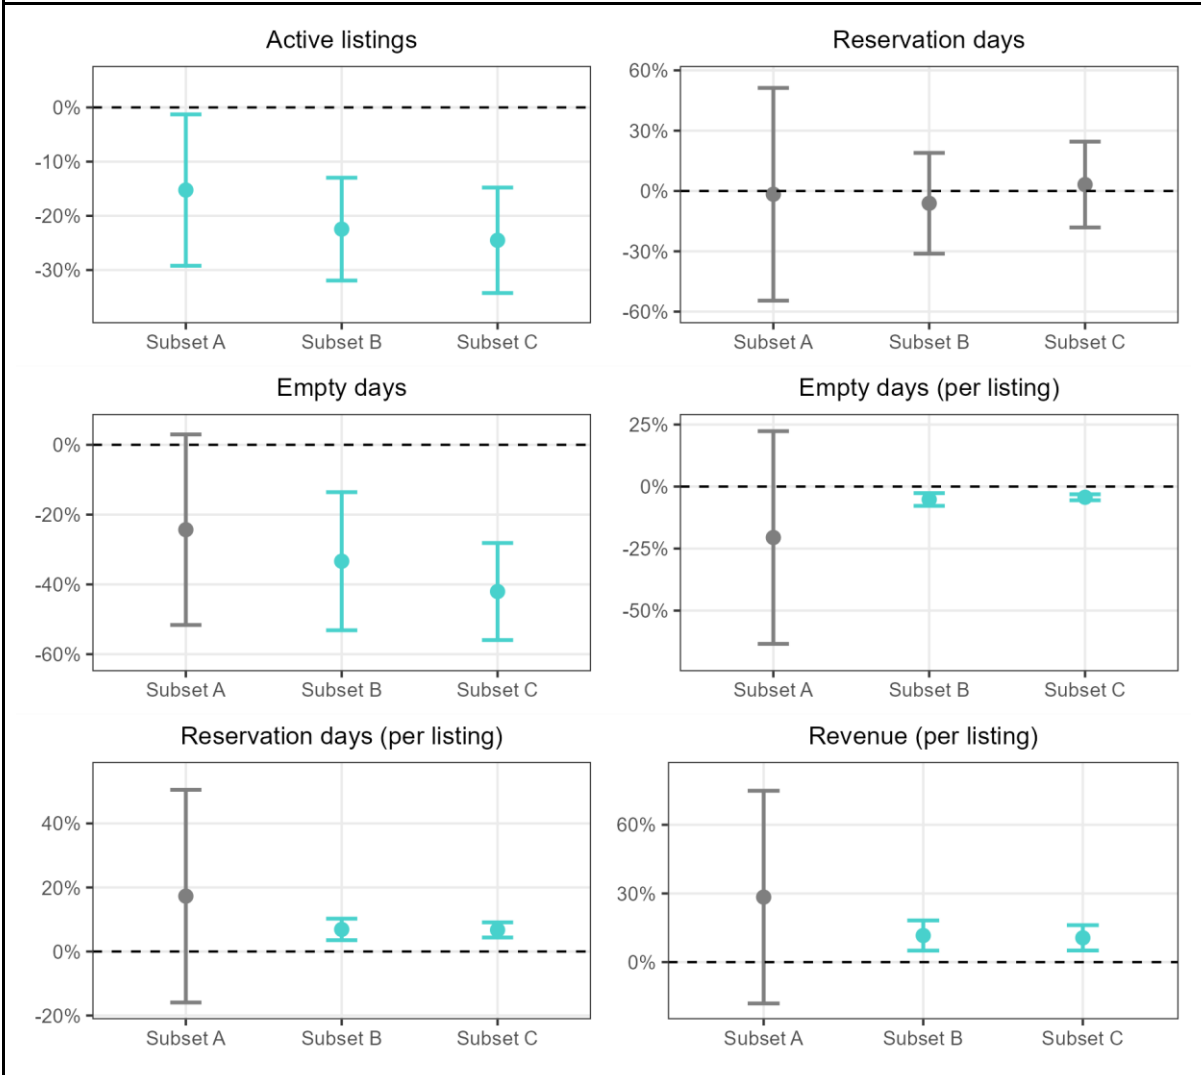 Active listings
0%
-10%
-20%
-30%
Subset A Subset B Subset C
Reservation days
60%
30%
0%
-30%
-60%
Subset A Subset B Subset C
Empty days
0%
-20%
-40%
-60%
Subset A Subset B Subset C
Empty days (per listing)
25%
0%
-25%
-50%
Subset A Subset B Subset C
Reservation days (per listing)
40%
20%
0%
-20%
Subset A Subset B Subset C
Revenue (per listing)
60%
30%
0%
Subset A Subset B Subset C